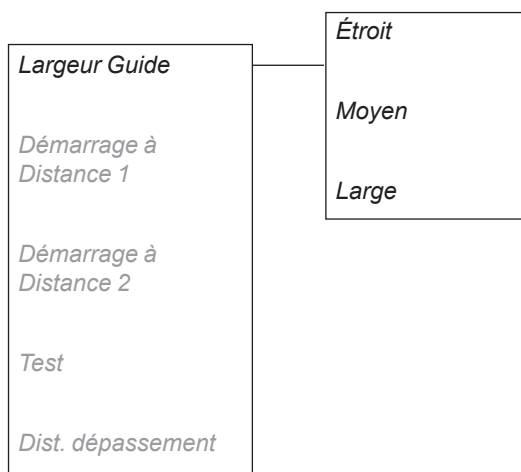 Largeur Guide
Démarrage à
Distance 1
Démarrage à
Distance 2
Test
Dist. dépassement
Étroit
Moyen
Large